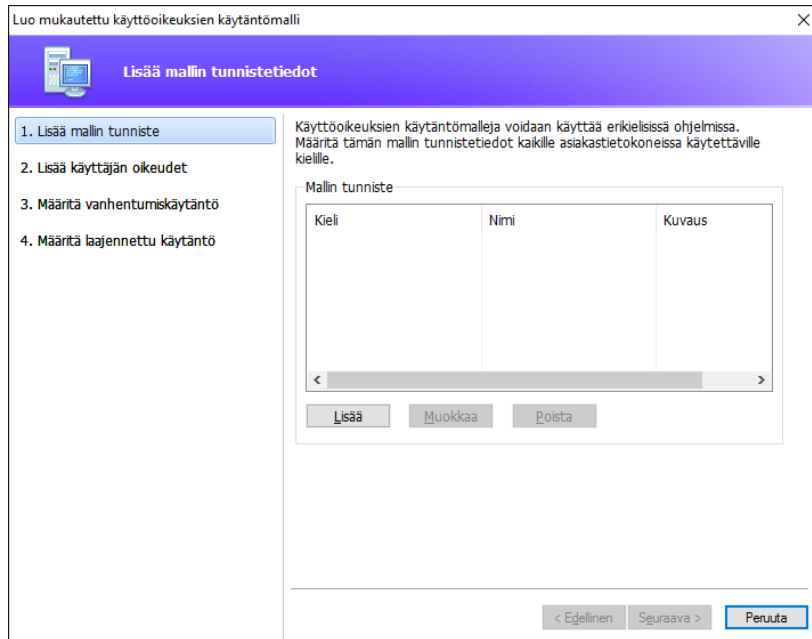 Luo mukautettu käyttöoikeuksien käytäntömalli
Lisää mallin tunnistetiedot
1. Lisää mallin tunniste
2. Lisää käyttäjän oikeudet
3. Määritä vanhentumiskäytäntö
4. Määritä laajennettu käytäntö
Käyttöoikeuksien käytäntömalleja voidaan käyttää erikielisissä ohjelmissa.
Määritä tämän mallin tunnistetiedot kaikille asiakastietokoneissa käytettäville
kielille.
Mallin tunniste
Kieli Nimi Kuvaus
Lisää Muokkaa Poista
< Edellinen Seuraava > Peruuta